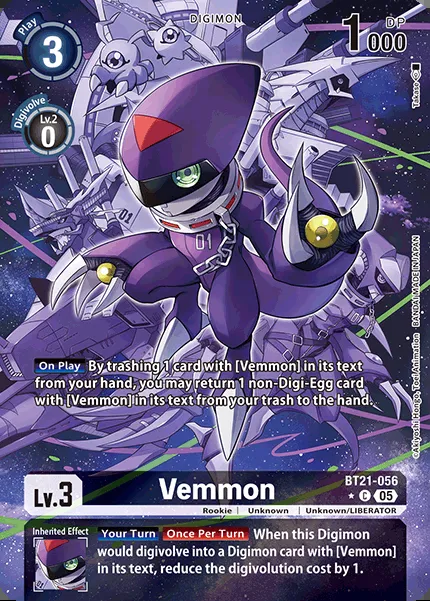 Play
3
DIGIMON
1000
DP
Digivolve
Lv.2
0
Takase
01
01
On Play By trashing 1 card with [Vemmon] in its text
from your hand, you may return 1 non-Digi-Egg card
with [Vemmon] in its text from your trash to the hand.
©Akiyoshi Hongo, Toei Animation BANDAI MADE IN JAPAN
BT21-056
Lv.3
Vemmon
C 05
Rookie | Unknown | Unknown/LIBERATOR
Inherited Effect
Your Turn Once Per Turn When this Digimon
would digivolve into a Digimon card with [Vemmon]
in its text, reduce the digivolution cost by 1.